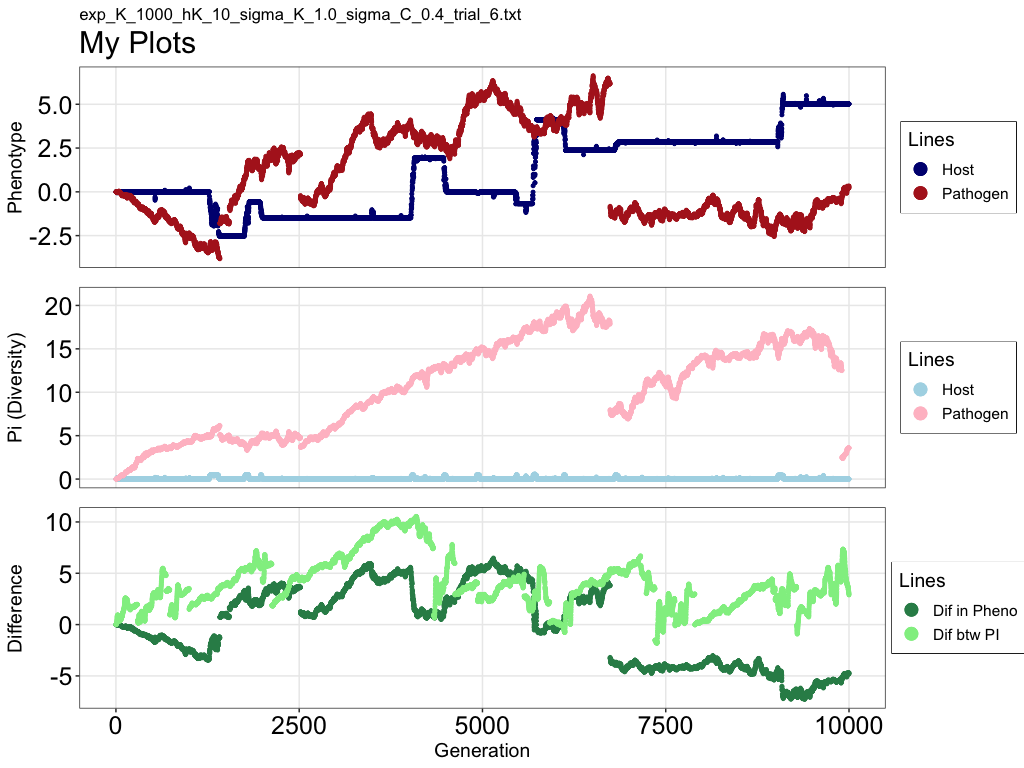 exp_K_1000_hK_10_sigma_K_1.0_sigma_C_0.4_trial_6.txt
My Plots
Phenotype
5.0
2.5
0.0
-2.5
Lines
Host
Pathogen
Pi (Diversity)
20
15
10
5
0
Lines
Host
Pathogen
Difference
10
5
0
-5
Lines
Dif in Pheno
Dif btw PI
0 2500 5000 7500 10000
Generation